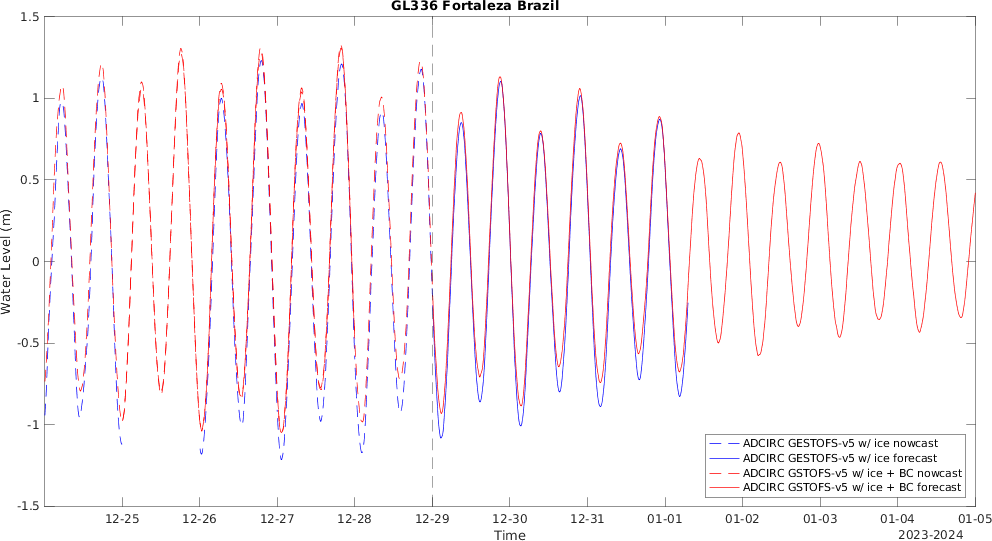 GL336 Fortaleza Brazil
1.5
1
0.5
0
-0.5
-1
-1.5
Water Level (m)
12-25 12-26 12-27 12-28 12-29 12-30 12-31 01-01 01-02 01-03 01-04 01-05
Time
2023-2024
ADCIRC GESTOFS-v5 w/ ice nowcast
ADCIRC GESTOFS-v5 w/ ice forecast
ADCIRC GSTOFS-v5 w/ ice + BC nowcast
ADCIRC GSTOFS-v5 w/ ice + BC forecast